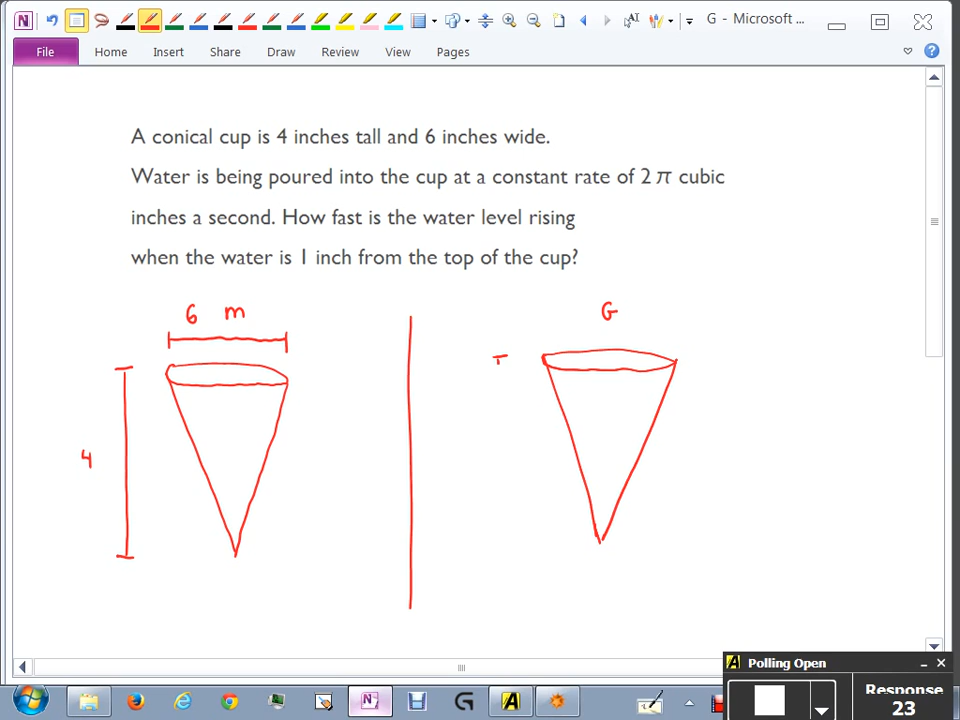 G - Microsoft ...
File Home Insert Share Draw Review View Pages
A conical cup is 4 inches tall and 6 inches wide.
Water is being poured into the cup at a constant rate of 2 π cubic
inches a second. How fast is the water level rising
when the water is 1 inch from the top of the cup?
6 m
G
4
Polling Open
Response
23